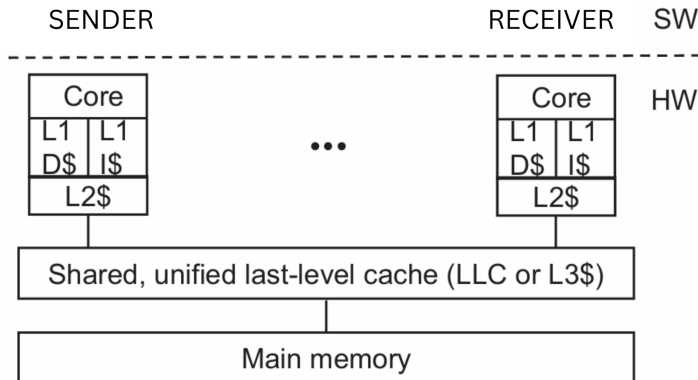 SENDER RECEIVER SW
Core Core HW
L1 L1 L1 L1
D$ I$ ••• D$ I$
L2$ L2$
Shared, unified last-level cache (LLC or L3$)
Main memory